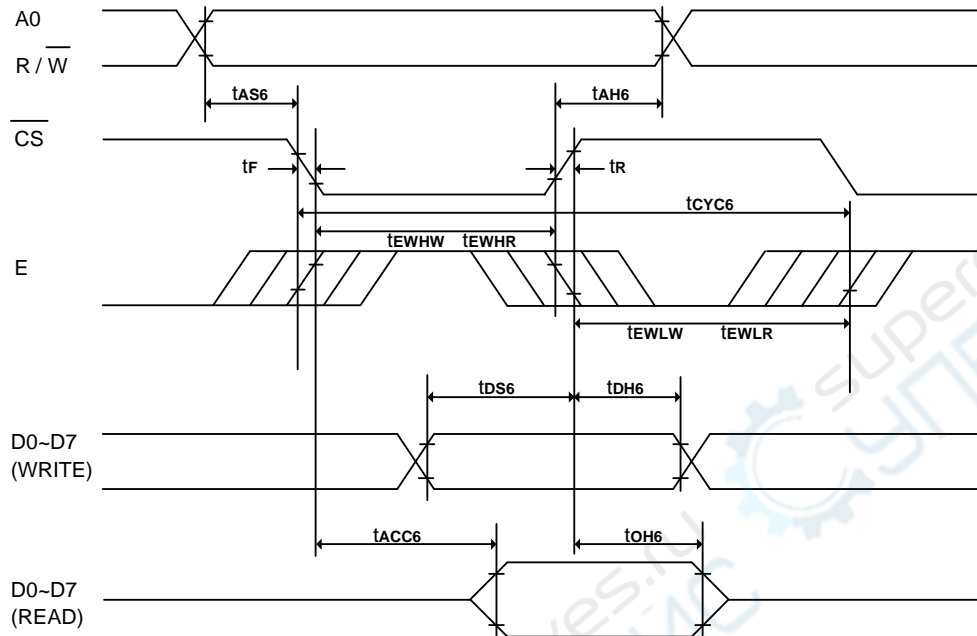 A0
R / W
tAS6 tAH6
CS
tF tR
tCYC6
tEWHW tEWHR
E
tEWLW tEWLR
tDS6 tDH6
D0~D7
(WRITE)
tACC6 tOH6
D0~D7
(READ)